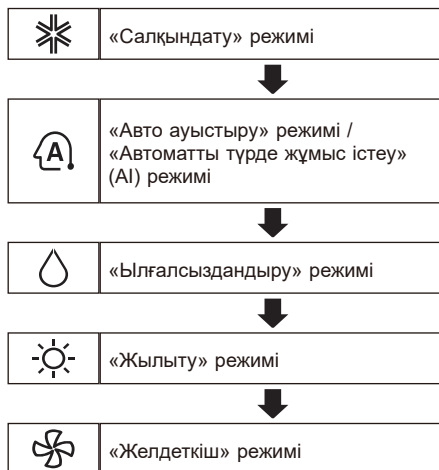 «Салқындату» режимі
A
«Авто ауыстыру» режимі /
«Автоматты түрде жұмыс істеу»
(AI) режимі
«Ылғалсыздандыру» режимі
«Жылыту» режимі
«Желдеткіш» режимі